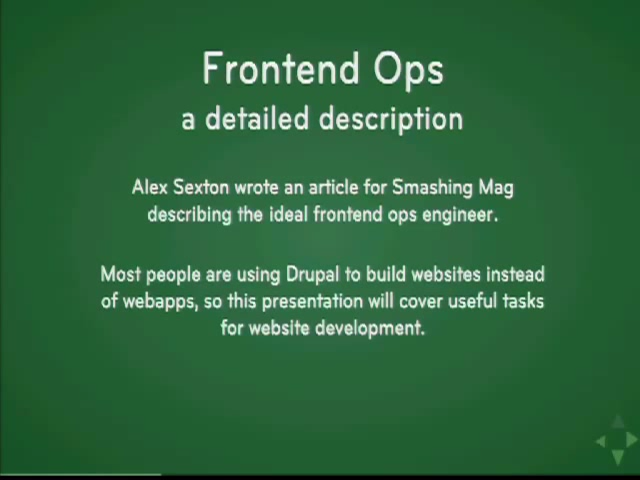 Frontend Ops
a detailed description
Alex Sexton wrote an article for Smashing Mag
describing the ideal frontend ops engineer.
Most people are using Drupal to build websites instead
of webapps, so this presentation will cover useful tasks
for website development.